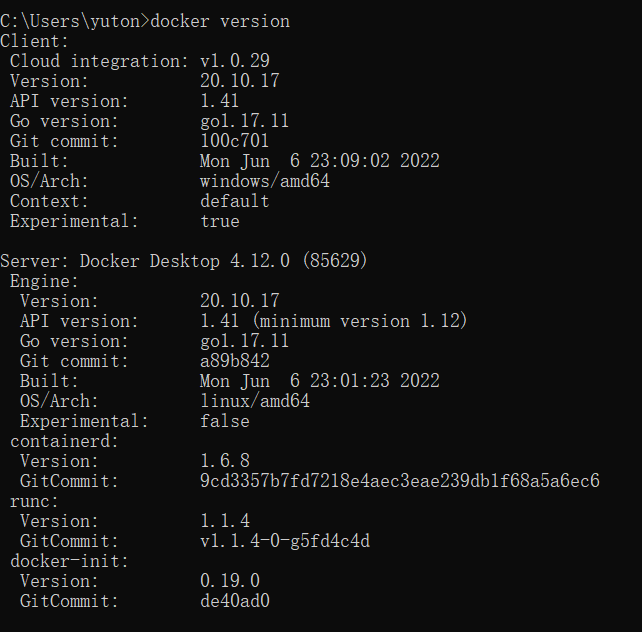 C:\Users\yuton>docker version
Client:
 Cloud integration: v1.0.29
 Version:           20.10.17
 API version:       1.41
 Go version:        go1.17.11
 Git commit:        100c701
 Built:             Mon Jun  6 23:09:02 2022
 OS/Arch:           windows/amd64
 Context:           default
 Experimental:      true

Server: Docker Desktop 4.12.0 (85629)
 Engine:
  Version:          20.10.17
  API version:      1.41 (minimum version 1.12)
  Go version:       go1.17.11
  Git commit:       a89b842
  Built:            Mon Jun  6 23:01:23 2022
  OS/Arch:          linux/amd64
  Experimental:     false
 containerd:
  Version:          1.6.8
  GitCommit:        9cd3357b7fd7218e4aec3eae239db1f68a5a6ec6
 runc:
  Version:          1.1.4
  GitCommit:        v1.1.4-0-g5fd4c4d
 docker-init:
  Version:          0.19.0
  GitCommit:        de40ad0